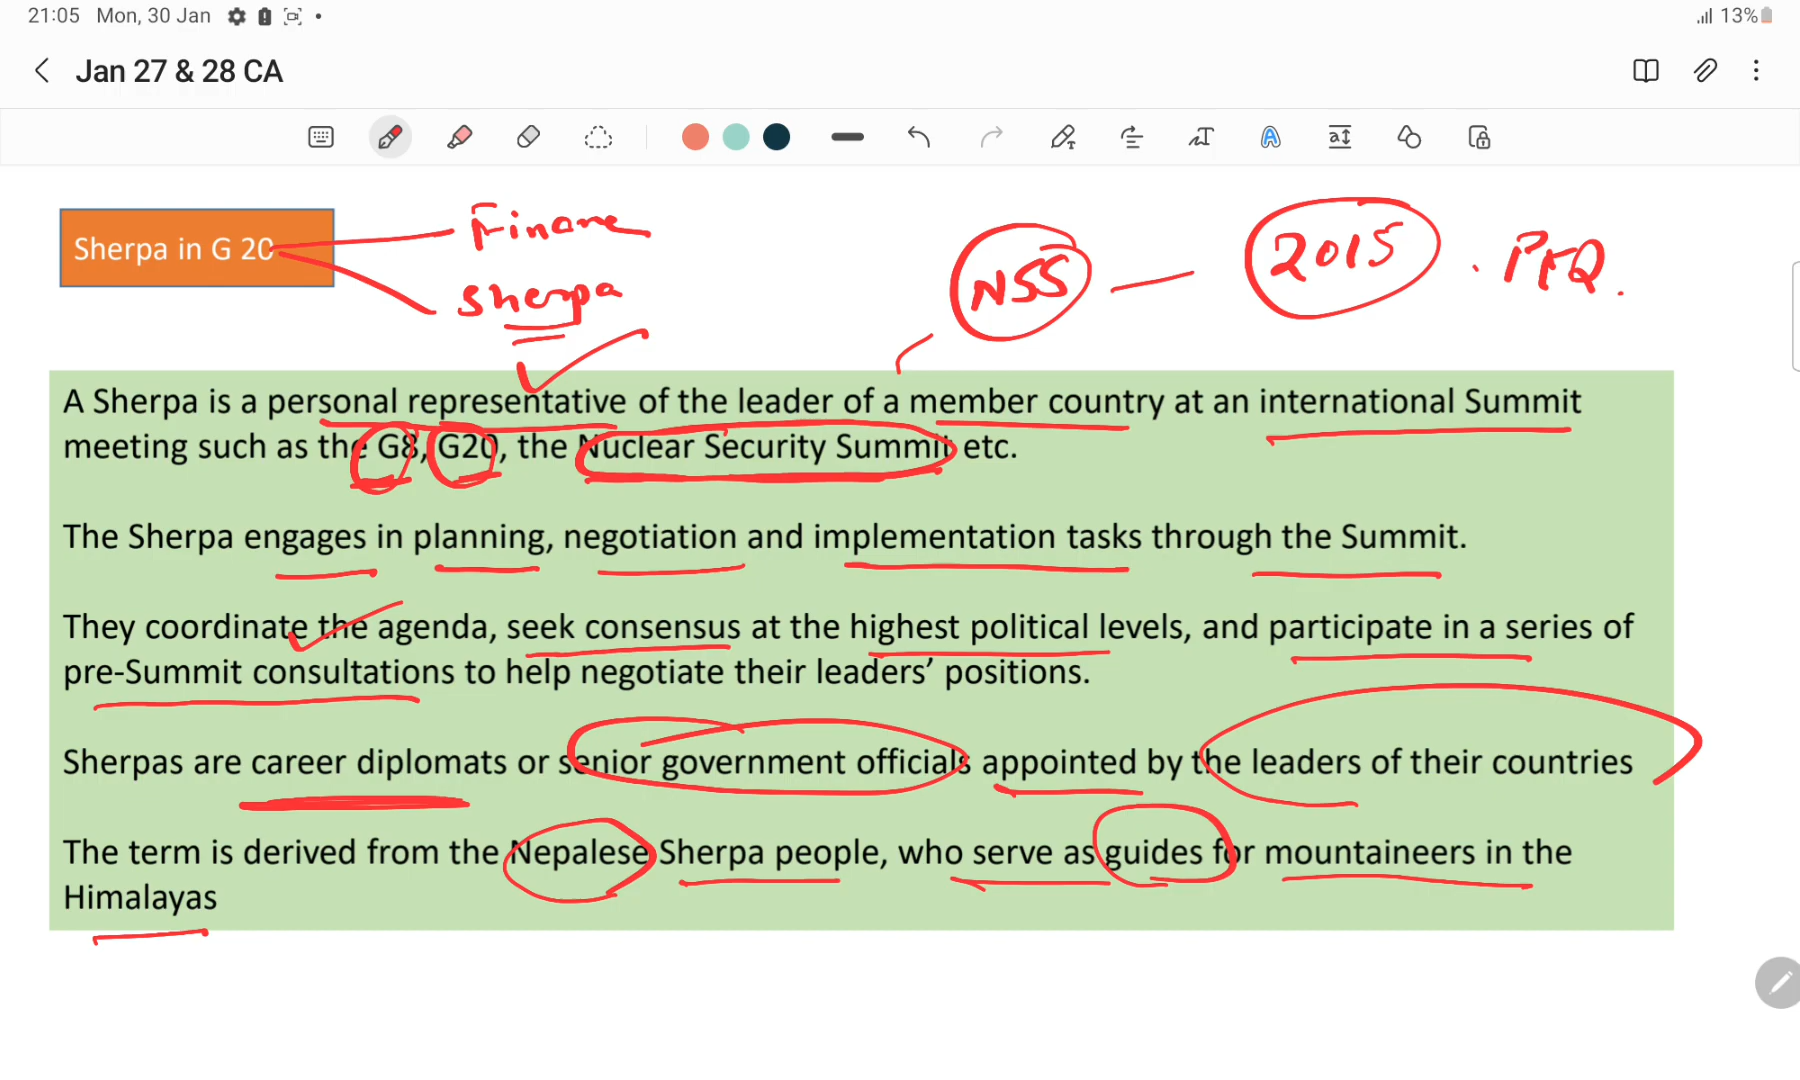 21:05 Mon, 30 Jan 13%
Jan 27 & 28 CA
Sherpa in G 20
Finance
Sherpa
NSS — 2015 . PYQ.
A Sherpa is a personal representative of the leader of a member country at an international Summit
meeting such as the G8, G20, the Nuclear Security Summit etc.
The Sherpa engages in planning, negotiation and implementation tasks through the Summit.
They coordinate the agenda, seek consensus at the highest political levels, and participate in a series of
pre-Summit consultations to help negotiate their leaders’ positions.
Sherpas are career diplomats or senior government officials appointed by the leaders of their countries
The term is derived from the Nepalese Sherpa people, who serve as guides for mountaineers in the
Himalayas